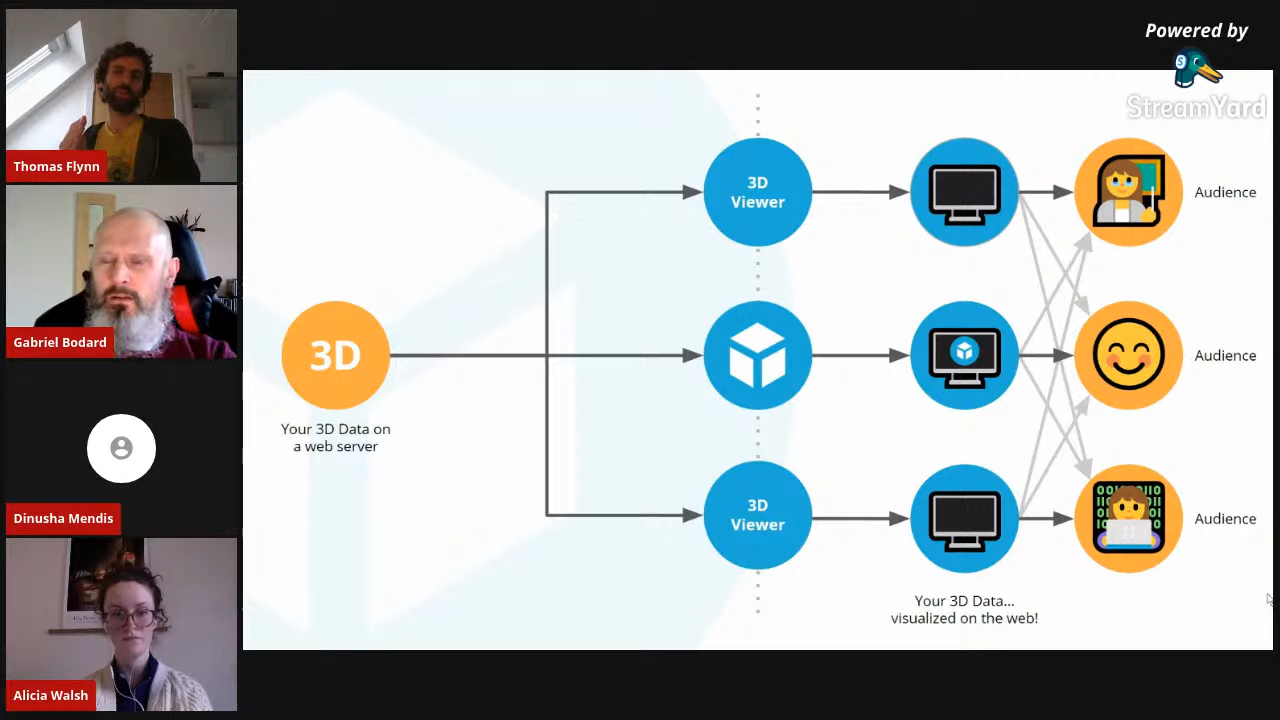 Powered by
StreamYard
Thomas Flynn
Gabriel Bodard
Dinusha Mendis
Alicia Walsh
3D
Your 3D Data on
a web server
3D
Viewer
3D
Viewer
Audience
Audience
Audience
Your 3D Data...
visualized on the web!